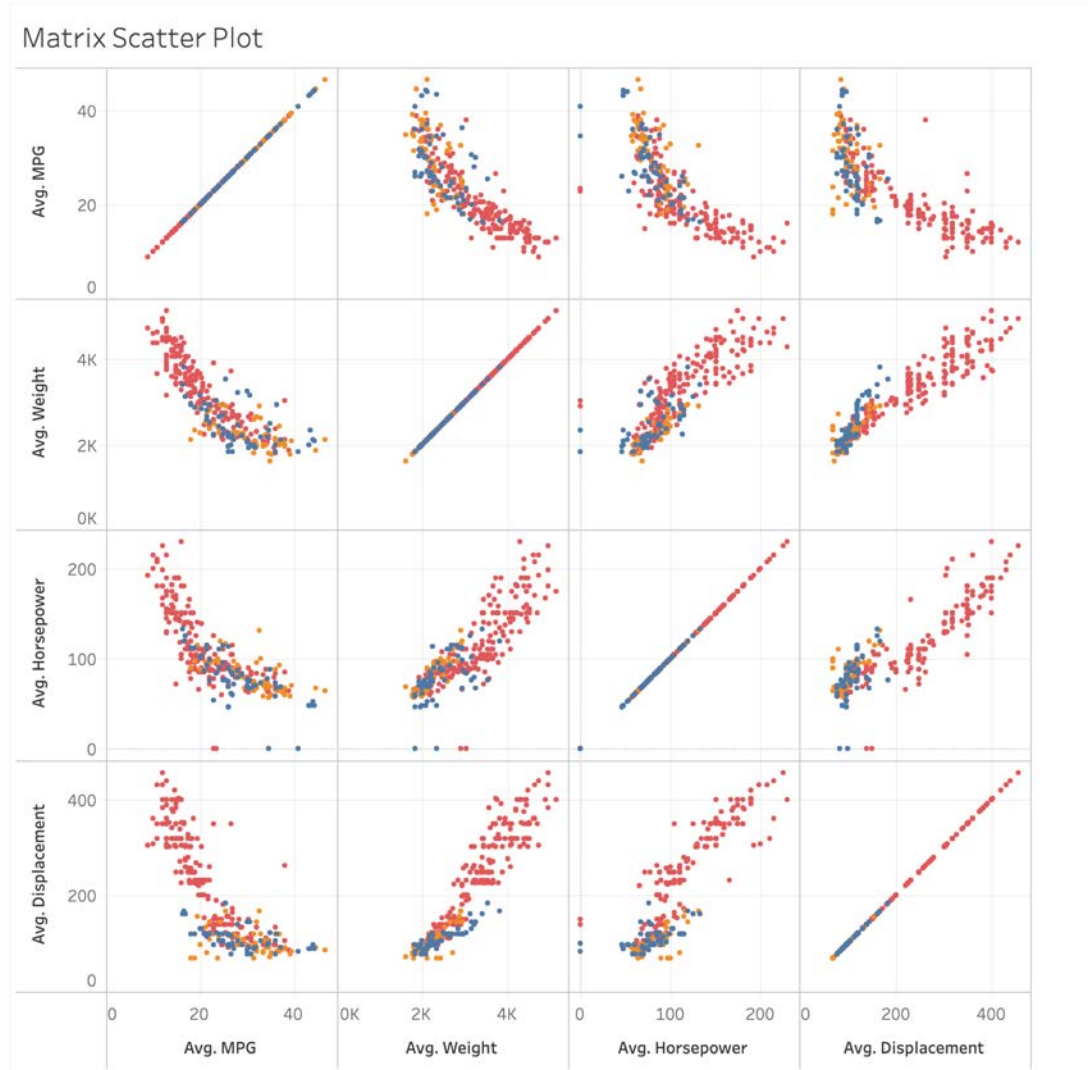 Matrix Scatter Plot
Avg. MPG
40
20
0
Avg. Weight
4K
2K
0K
Avg. Horsepower
200
100
0
Avg. Displacement
400
200
0
0 20 40 0K 2K 4K 0 100 200 0 200 400
Avg. MPG Avg. Weight Avg. Horsepower Avg. Displacement